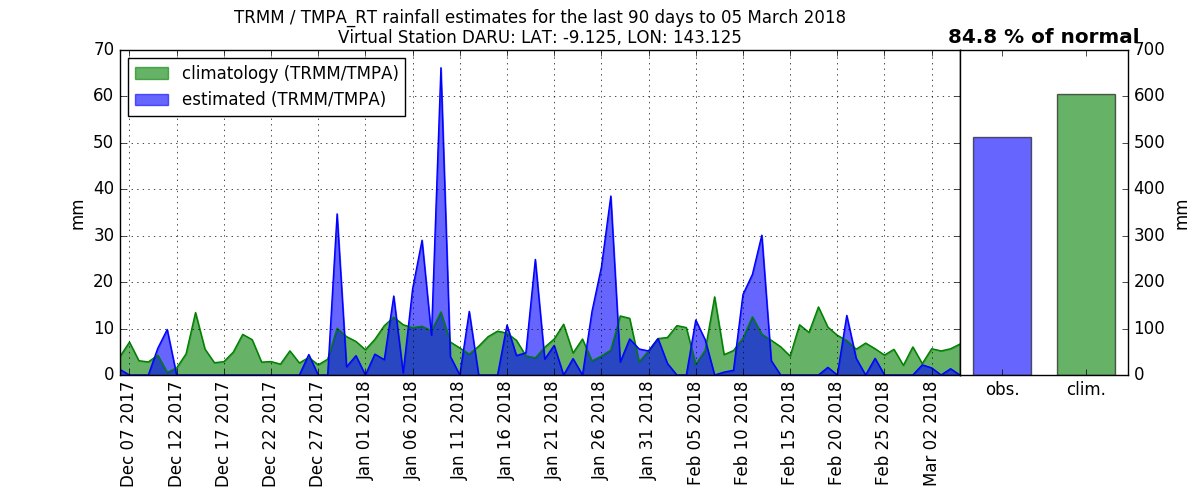 TRMM / TMPA_RT rainfall estimates for the last 90 days to 05 March 2018
Virtual Station DARU: LAT: -9.125, LON: 143.125
84.8 % of normal
climatology (TRMM/TMPA)
estimated (TRMM/TMPA)
70
60
50
40
30
20
10
0
mm
Dec 07 2017
Dec 12 2017
Dec 17 2017
Dec 22 2017
Dec 27 2017
Jan 01 2018
Jan 06 2018
Jan 11 2018
Jan 16 2018
Jan 21 2018
Jan 26 2018
Jan 31 2018
Feb 05 2018
Feb 10 2018
Feb 15 2018
Feb 20 2018
Feb 25 2018
Mar 02 2018
obs.
clim.
700
600
500
400
300
200
100
0
mm